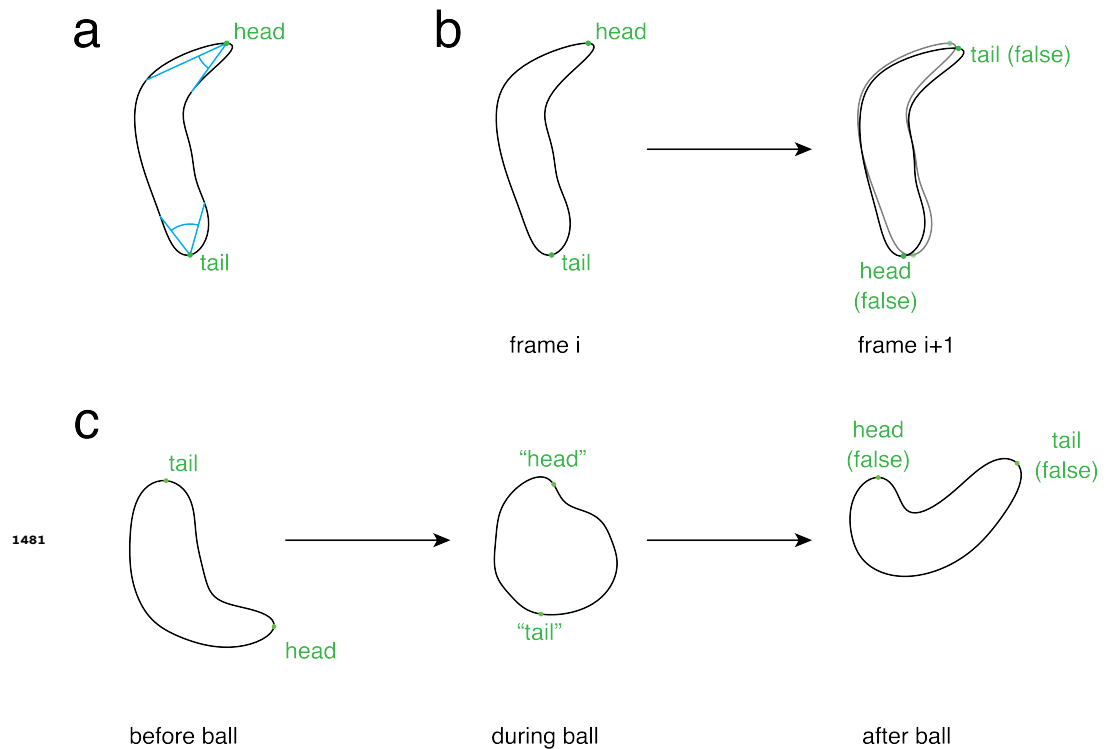 a
head
tail
b
head
tail
tail (false)
head
(false)
frame i
frame i+1
c
tail
head
“head”
“tail”
head
(false)
tail
(false)
1481
before ball
during ball
after ball